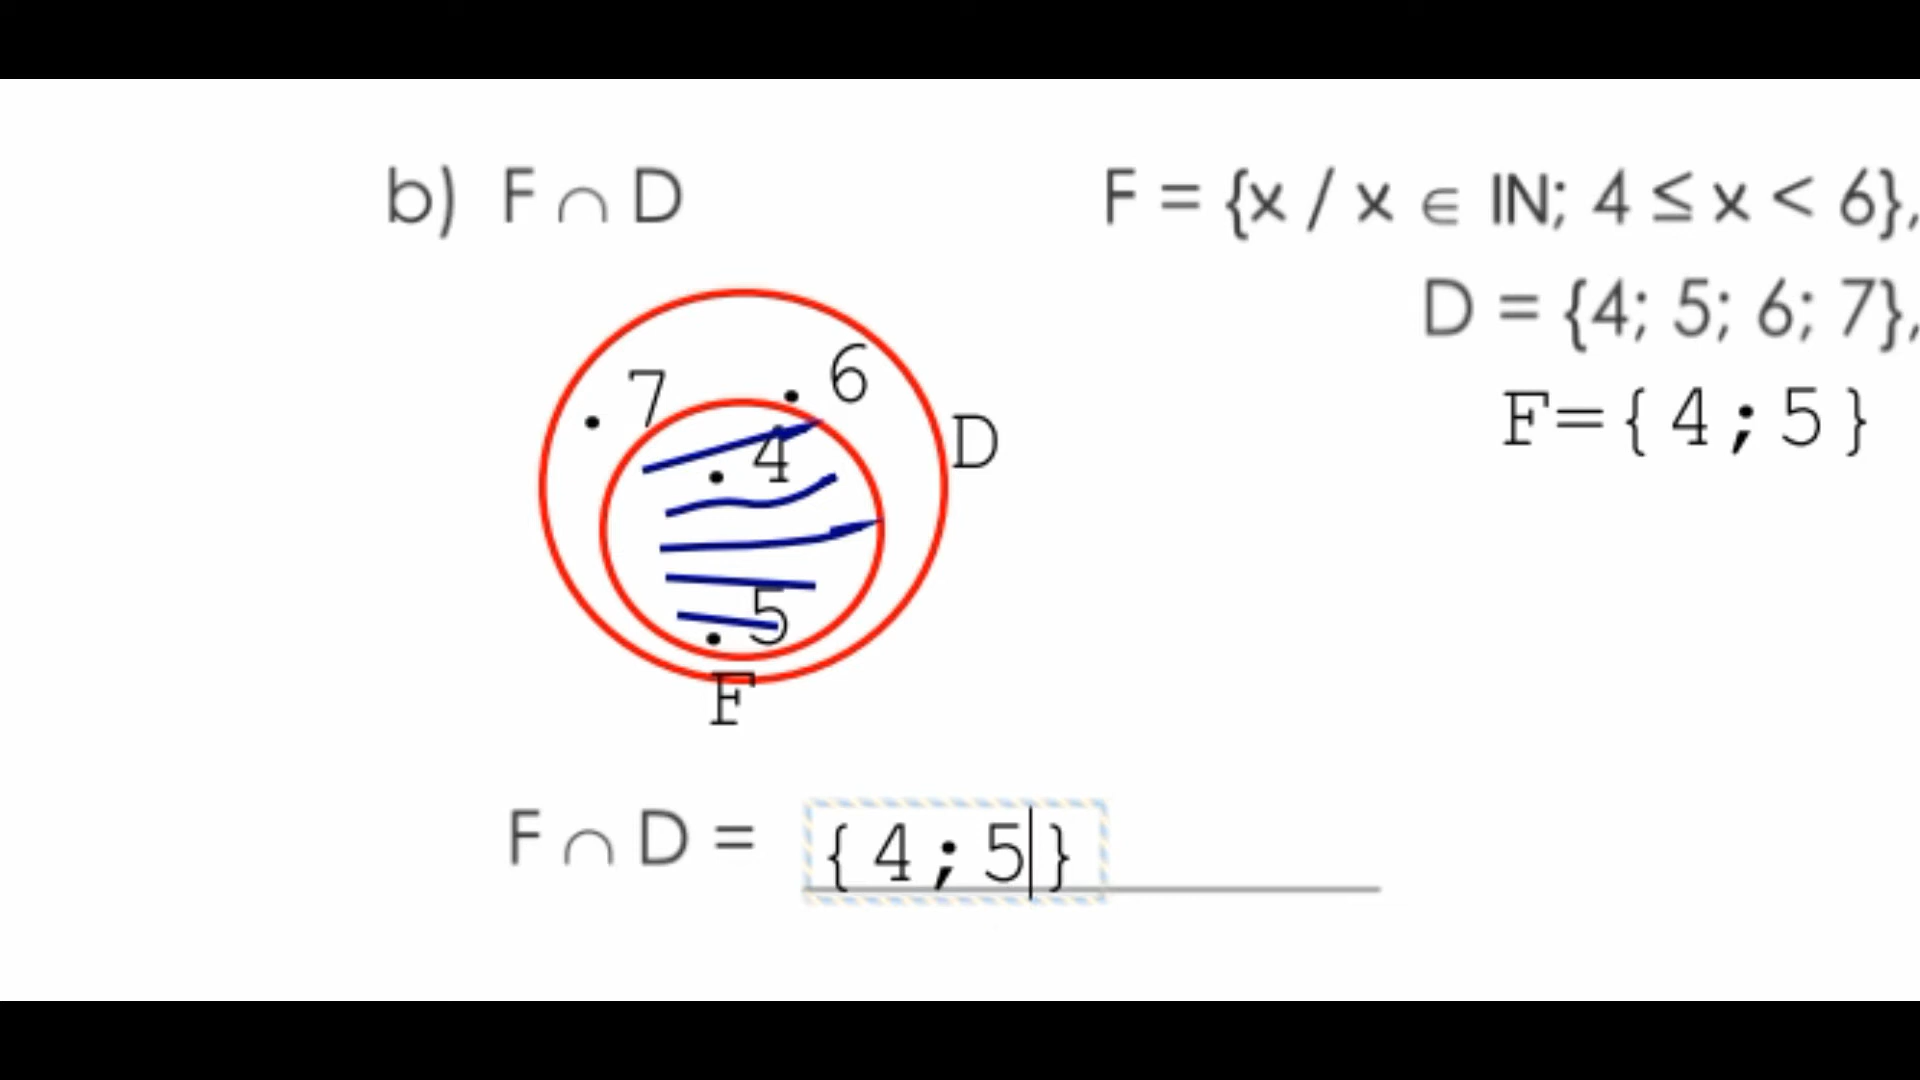 b) F ∩ D
F = {x / x ∈ IN; 4 ≤ x < 6},
D = {4; 5; 6; 7},
F={4;5}
7
6
D
4
5
F
F ∩ D = {4;5}